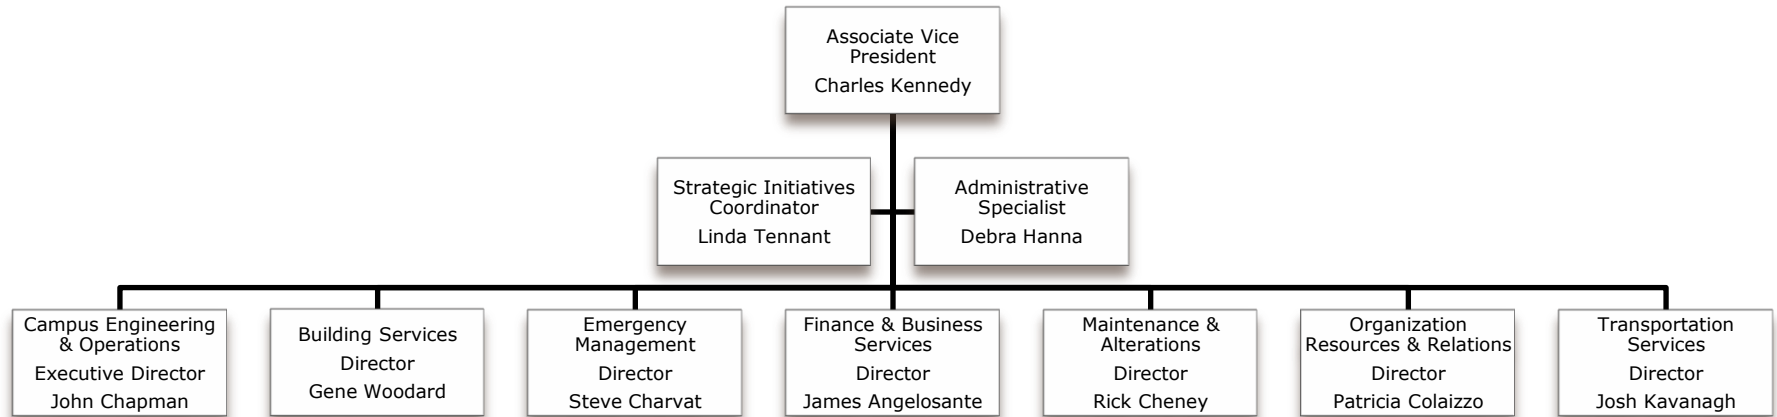 Associate Vice
President
Charles Kennedy
Strategic Initiatives
Coordinator
Linda Tennant
Administrative
Specialist
Debra Hanna
Campus Engineering
& Operations
Executive Director
John Chapman
Building Services
Director
Gene Woodard
Emergency
Management
Director
Steve Charvat
Finance & Business
Services
Director
James Angelosante
Maintenance &
Alterations
Director
Rick Cheney
Organization
Resources & Relations
Director
Patricia Colaizzo
Transportation
Services
Director
Josh Kavanagh